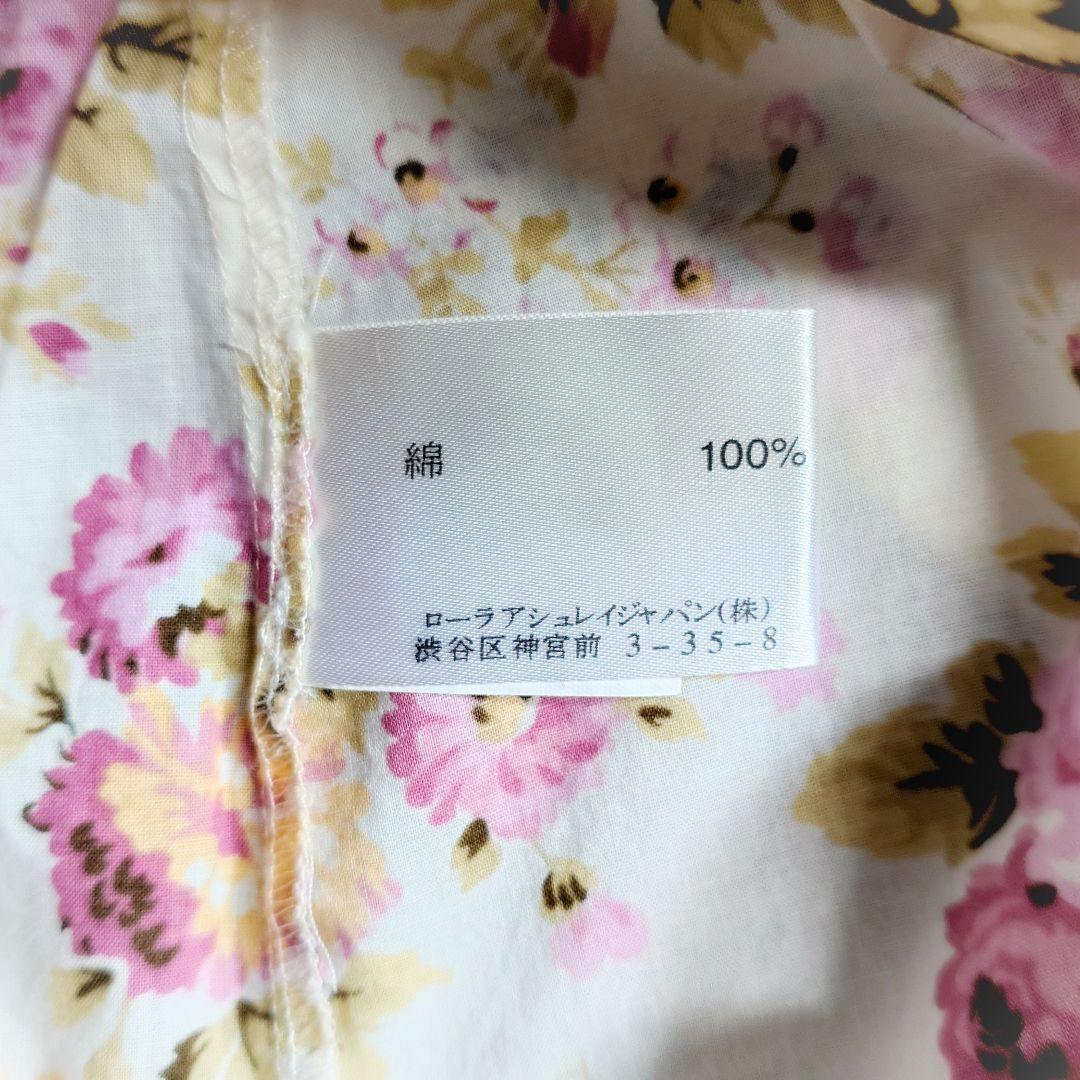 綿 100%
ローラアシュレイジャパン(株)
渋谷区神宮前 3-35-8